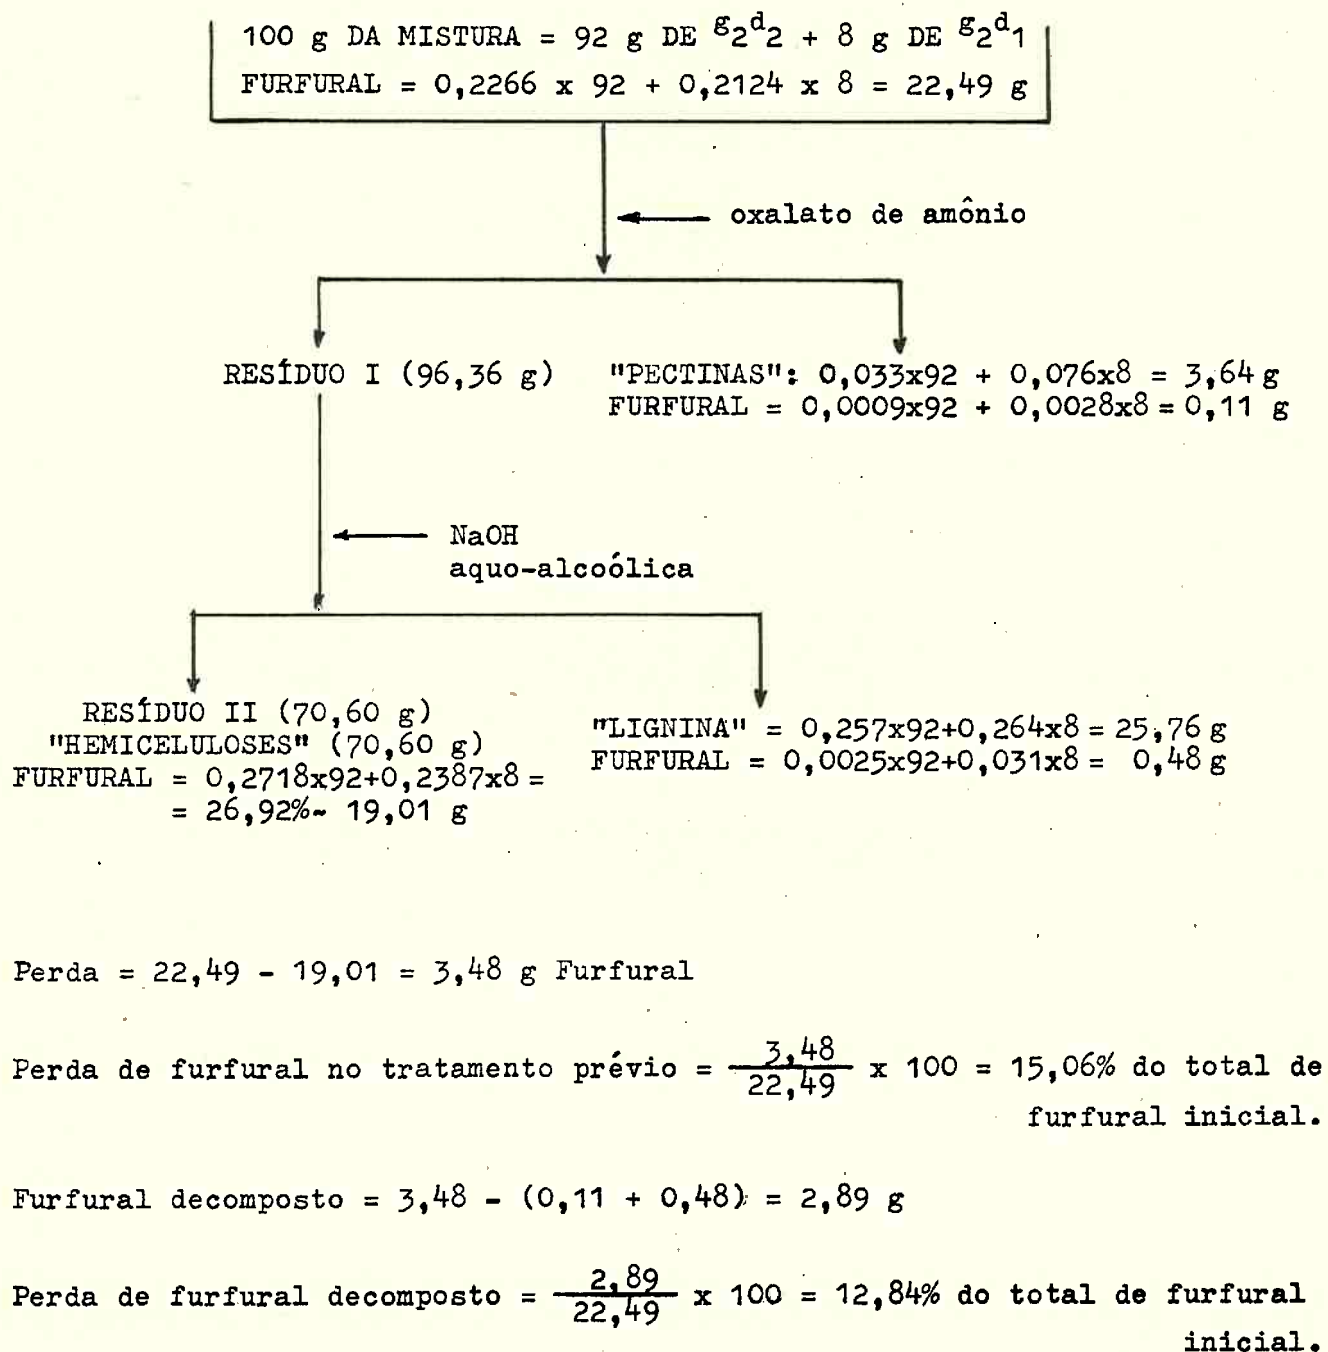 100 g DA MISTURA = 92 g DE g2d2 + 8 g DE g2d1
FURFURAL = 0,2266 x 92 + 0,2124 x 8 = 22,49 g
oxalato de amônio
RESÍDUO I (96,36 g)
"PECTINAS": 0,033x92 + 0,076x8 = 3,64 g
FURFURAL = 0,0009x92 + 0,0028x8 = 0,11 g
NaOH
aquo-alcoólica
RESÍDUO II (70,60 g)
"HEMICELULOSES" (70,60 g)
FURFURAL = 0,2718x92+0,2387x8 =
= 26,92%~ 19,01 g
"LIGNINA" = 0,257x92+0,264x8 = 25,76 g
FURFURAL = 0,0025x92+0,031x8 = 0,48 g
Perda = 22,49 - 19,01 = 3,48 g Furfural
Perda de furfural no tratamento prévio = 3,48/22,49 x 100 = 15,06% do total de
furfural inicial.
Furfural decomposto = 3,48 - (0,11 + 0,48) = 2,89 g
Perda de furfural decomposto = 2,89/22,49 x 100 = 12,84% do total de furfural
inicial.